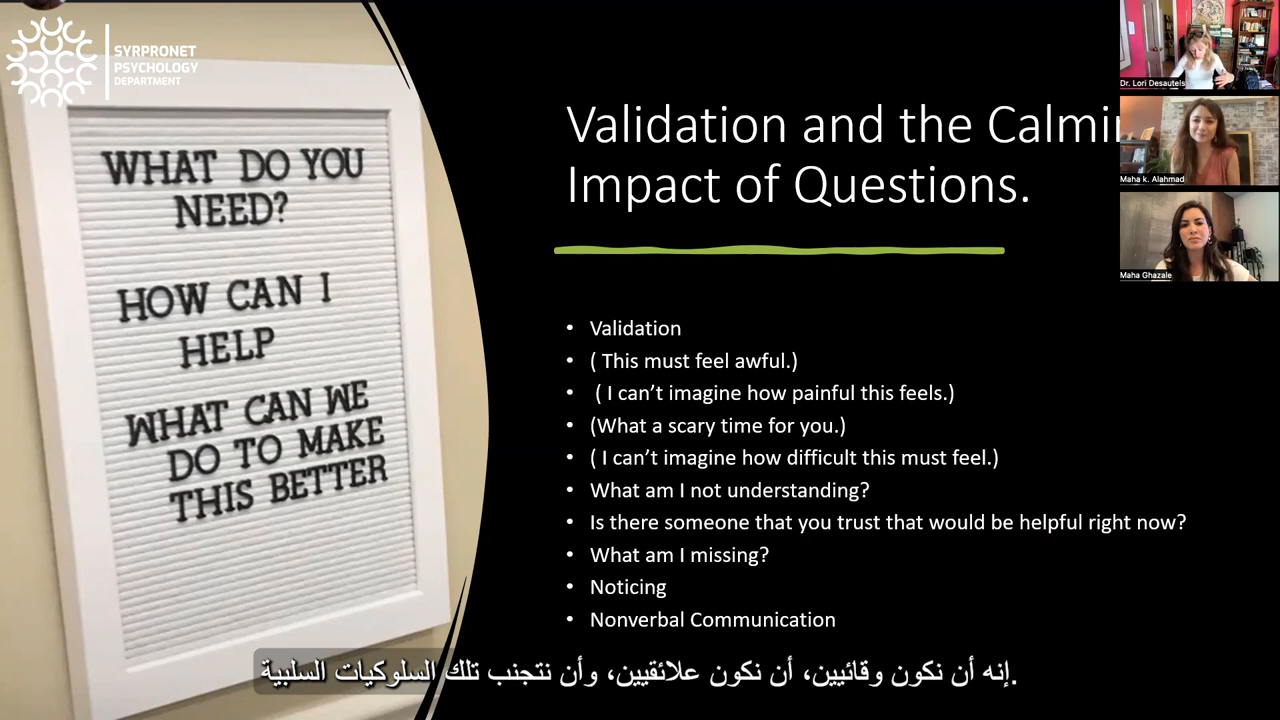 SYRPRONET
PSYCHOLOGY
DEPARTMENT
WHAT DO YOU
NEED?
HOW CAN I
HELP
WHAT CAN WE
DO TO MAKE
THIS BETTER
Validation and the Calmin
Impact of Questions.
• Validation
• ( This must feel awful.)
• ( I can't imagine how painful this feels.)
• (What a scary time for you.)
• ( I can't imagine how difficult this must feel.)
• What am I not understanding?
• Is there someone that you trust that would be helpful right now?
• What am I missing?
• Noticing
• Nonverbal Communication
Dr. Lori Desautels
Maha k. Alahmad
Maha Ghazale
إنه أن نكون وقائيين، أن نكون علائقيين، وأن نتجنب تلك السلوكيات السلبية.